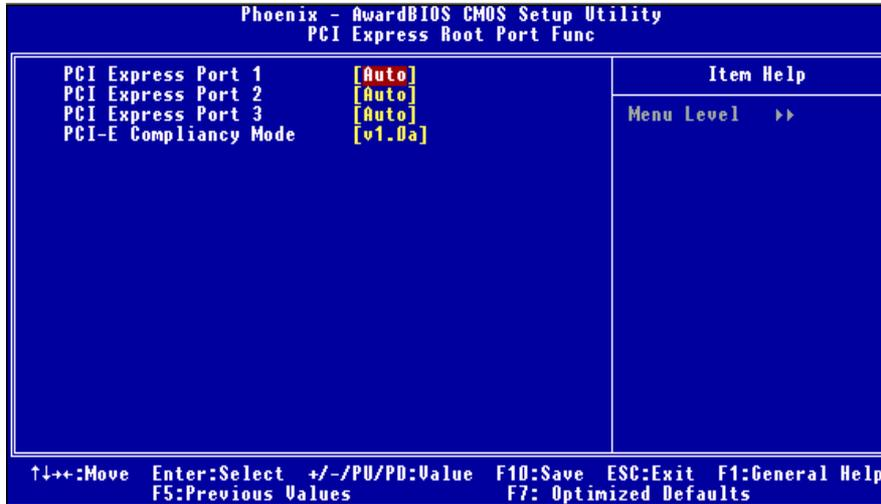 Phoenix - AwardBIOS CMOS Setup Utility
PCI Express Root Port Func
PCI Express Port 1 [Auto]
PCI Express Port 2 [Auto]
PCI Express Port 3 [Auto]
PCI-E Compliancy Mode [v1.0a]
Item Help
Menu Level ▸▸
↑↓→←:Move Enter:Select +/-/PU/PD:Value F10:Save ESC:Exit F1:General Help
F5:Previous Values F7: Optimized Defaults